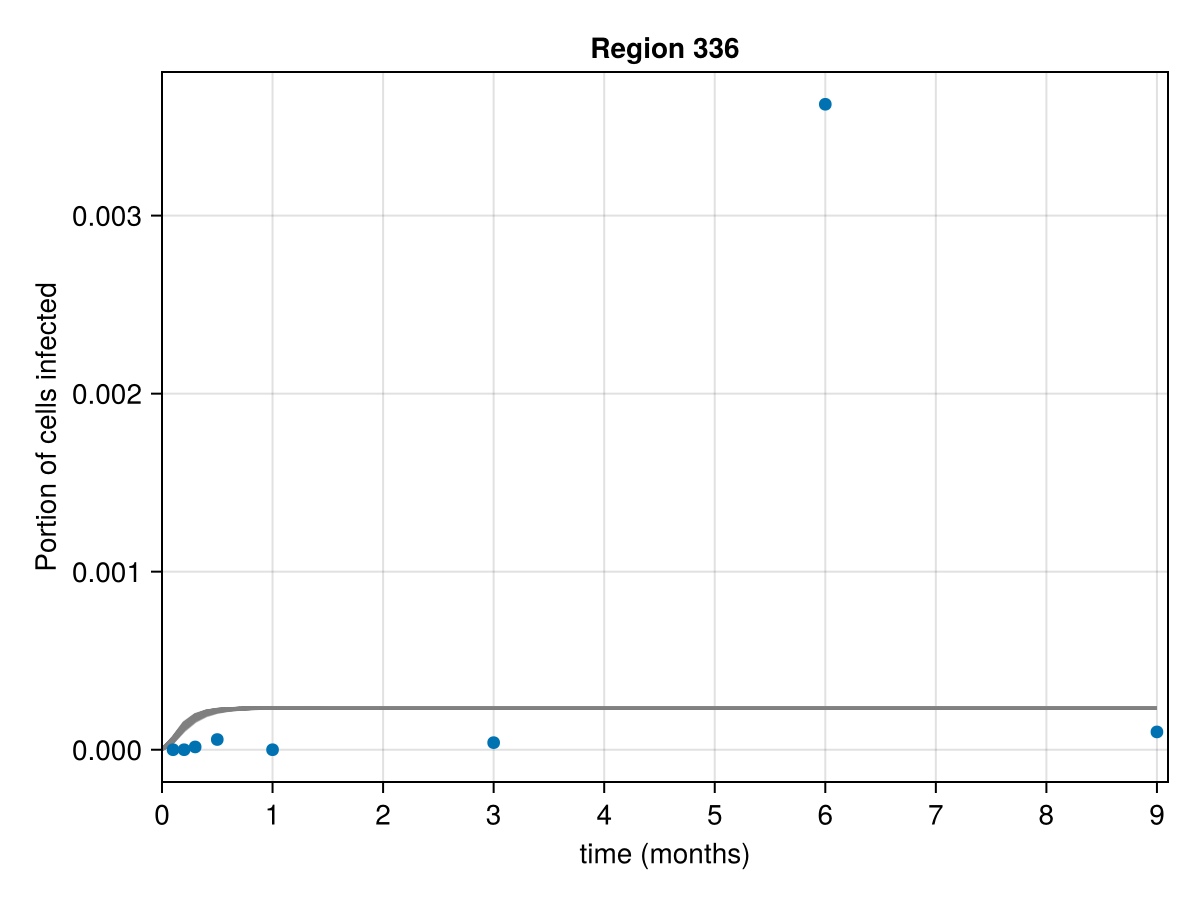 Region 336
Portion of cells infected
0.003
0.002
0.001
0.000
0 1 2 3 4 5 6 7 8 9
time (months)